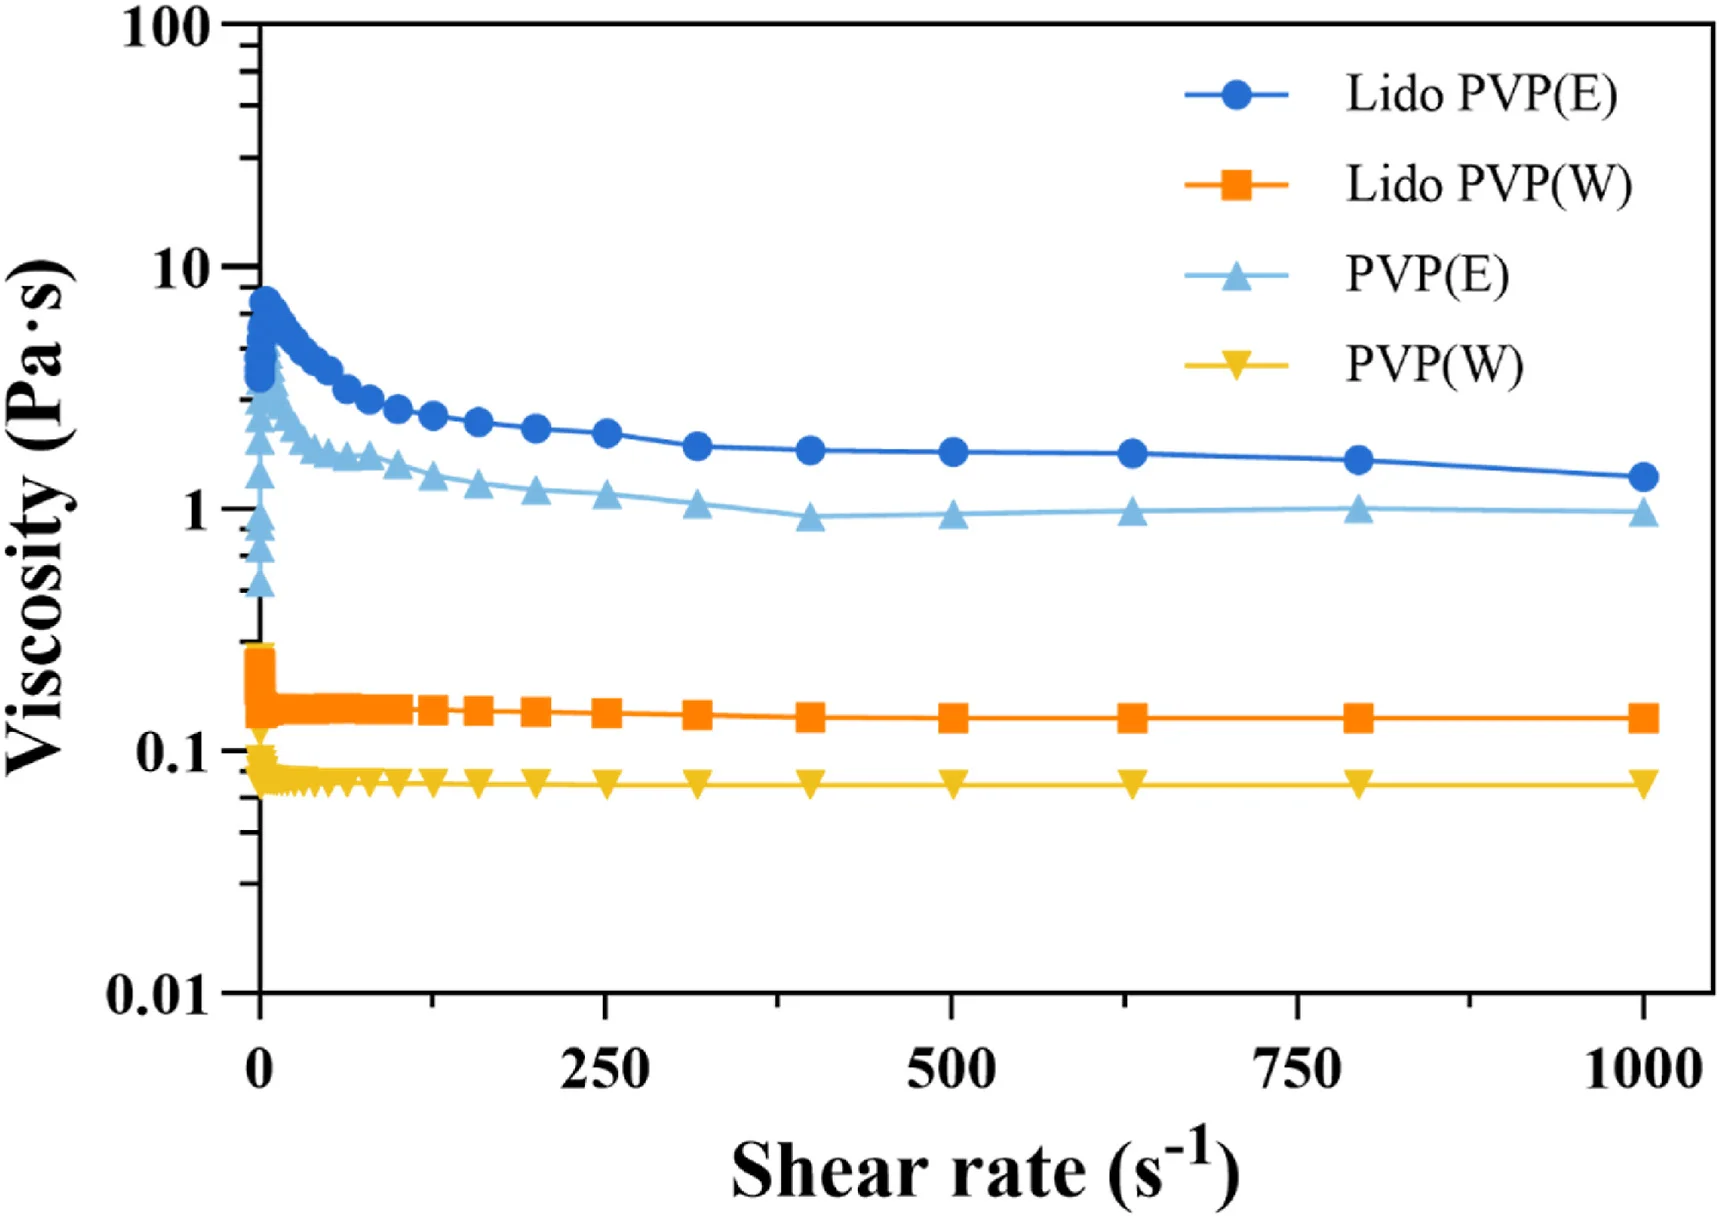 Viscosity (Pa·s)
100
10
1
0.1
0.01
Lido PVP(E)
Lido PVP(W)
PVP(E)
PVP(W)
0 250 500 750 1000
Shear rate (s⁻¹)